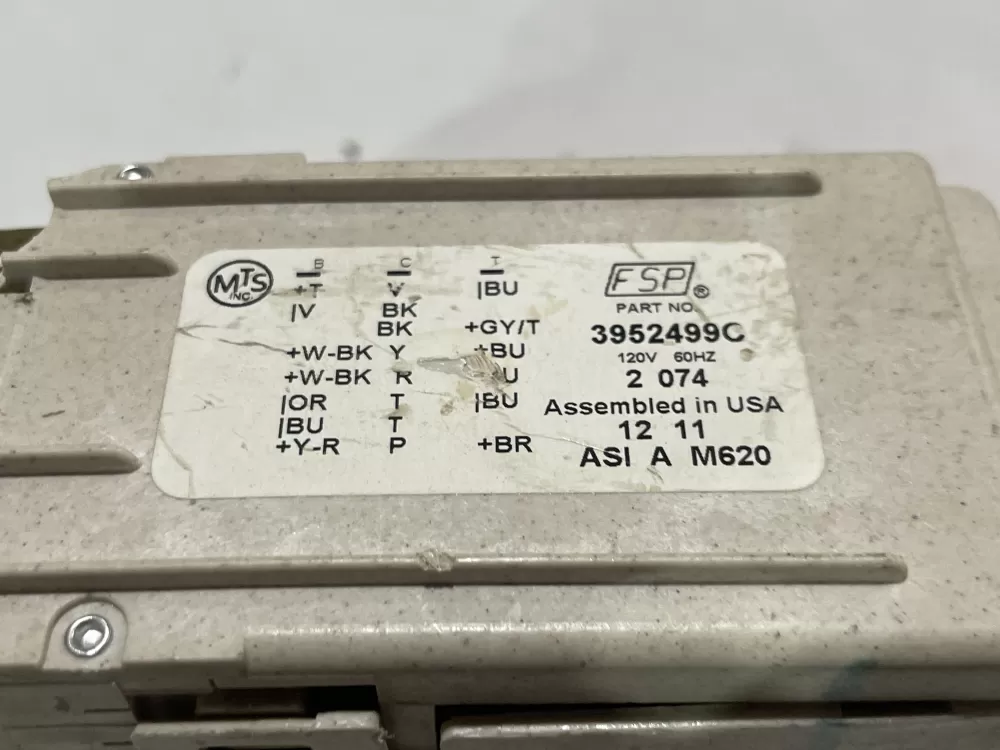 MTS
INC.
B C T
+T V |BU
|V BK
BK +GY/T
+W-BK Y +BU
+W-BK R
|OR T |BU
|BU T
+Y-R P +BR
FSP®
PART NO.
3952499C
120V 60HZ
2 074
Assembled in USA
12 11
ASI A M620